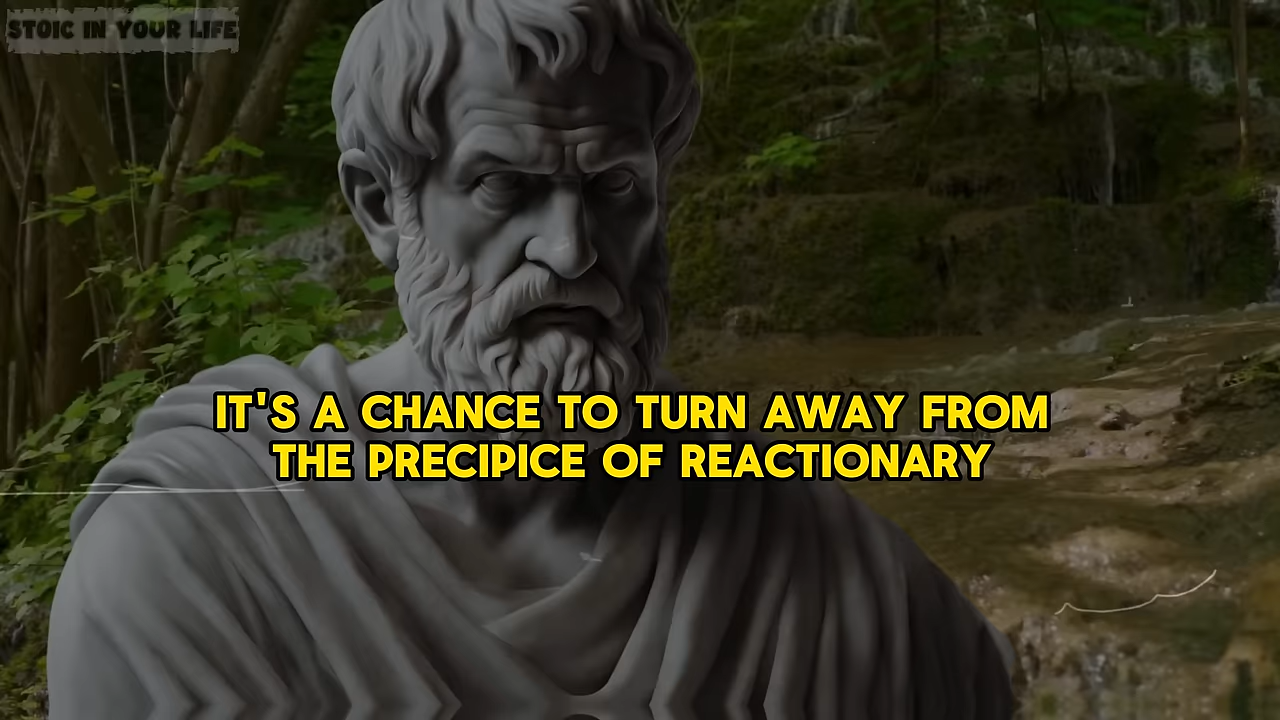 STOIC IN YOUR LIFE
IT'S A CHANCE TO TURN AWAY FROM
THE PRECIPICE OF REACTIONARY